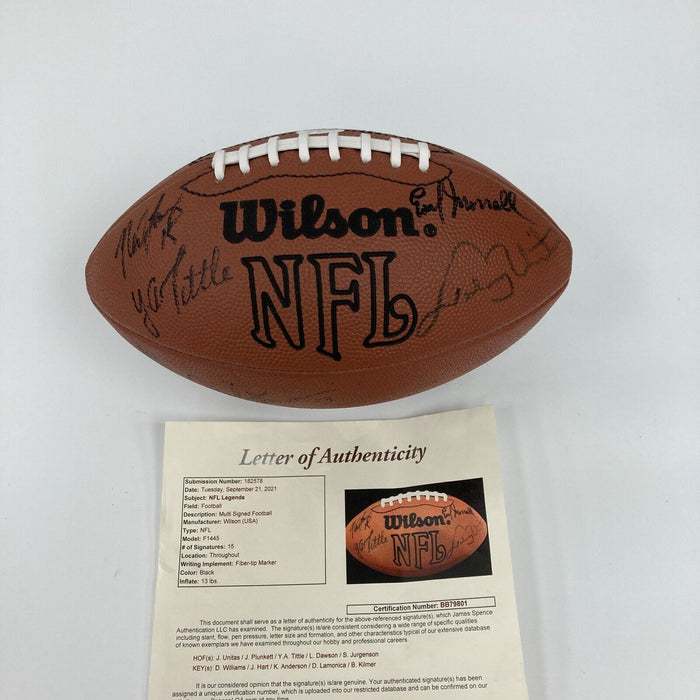 Wilson.
NFL
Earl Morrall
Y A Tittle
Johnny Unitas
Letter of Authenticity
Submission Number: 182578
Date: Tuesday, September 21, 2021
Subject: NFL Legends
Field: Football
Description: Multi Signed Football
Manufacturer: Wilson (USA)
Type: NFL
Model: F1445
# of Signatures: 15
Location: Throughout
Writing Implement: Fiber-tip Marker
Color: Black
Inflate: 13 lbs.
Wilson.
NFL
Certification Number: BB79801
This document shall serve as a letter of authenticity for the above-referenced signature(s), which James Spence
Authentication LLC has examined. The signature(s) is/are consistent considering a wide range of specific qualities
including slant, flow, pen pressure, letter size and formation, and other characteristics typical of our extensive database
of known exemplars we have examined throughout our hobby and professional careers
HOF(s): J. Unitas / J. Plunkett / Y.A. Tittle / L. Dawson / S. Jurgenson
KEY(s): D. Williams / J. Hart / K. Anderson / D. Lamonica / B. Kilmer
It is our considered opinion that the signature(s) is/are genuine. Your authenticated signature(s) has been
assigned a unique certification number, which is uploaded into our restricted database and can be confirmed on our